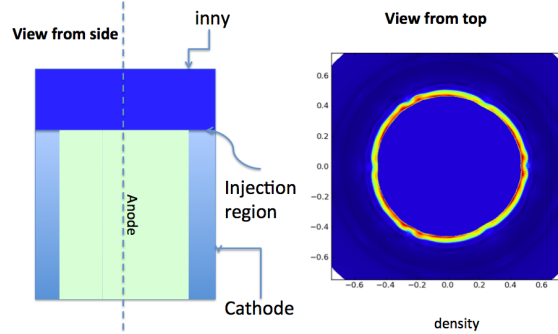 View from side
inny
Anode
Injection
region
Cathode
View from top
0.6
0.4
0.2
0.0
−0.2
−0.4
−0.6
−0.6 −0.4 −0.2 0.0 0.2 0.4 0.6
density